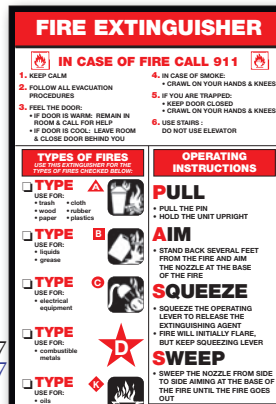 FIRE EXTINGUISHER
IN CASE OF FIRE CALL 911
1. KEEP CALM
2. FOLLOW ALL EVACUATION
PROCEDURES
3. FEEL THE DOOR:
• IF DOOR IS WARM: REMAIN IN
ROOM & CALL FOR HELP
• IF DOOR IS COOL: LEAVE ROOM
& CLOSE DOOR BEHIND YOU
4. IN CASE OF SMOKE:
• CRAWL ON YOUR HANDS & KNEES
5. IF YOU ARE TRAPPED:
• KEEP DOOR CLOSED
• CRAWL ON YOUR HANDS & KNEES
6. USE STAIRS :
DO NOT USE ELEVATOR
TYPES OF FIRES
USE THIS EXTINGUISHER FOR THE
TYPES OF FIRES CHECKED BELOW:
TYPE A
USE FOR:
• trash • cloth
• wood • rubber
• paper • plastics
TYPE B
USE FOR:
• liquids
• grease
TYPE C
USE FOR:
• electrical
equipment
TYPE D
USE FOR:
• combustible
metals
TYPE K
USE FOR:
• oils
OPERATING
INSTRUCTIONS
PULL
• PULL THE PIN
• HOLD THE UNIT UPRIGHT
AIM
• STAND BACK SEVERAL FEET
FROM THE FIRE AND AIM
THE NOZZLE AT THE BASE
OF THE FIRE
SQUEEZE
• SQUEEZE THE OPERATING
LEVER TO RELEASE THE
EXTINGUISHING AGENT
• FIRE WILL INITIALLY FLARE,
BUT KEEP SQUEEZING LEVER
SWEEP
• SWEEP THE NOZZLE FROM SIDE
TO SIDE AIMING AT THE BASE OF
THE FIRE UNTIL THE FIRE GOES
OUT